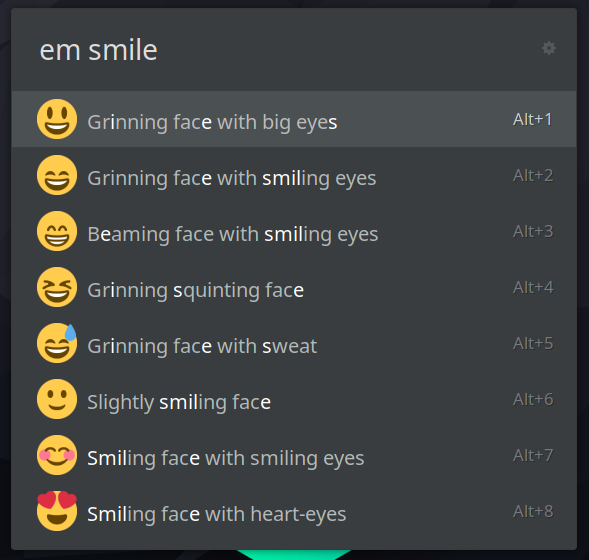 em smile
Grinning face with big eyes Alt+1
Grinning face with smiling eyes Alt+2
Beaming face with smiling eyes Alt+3
Grinning squinting face Alt+4
Grinning face with sweat Alt+5
Slightly smiling face Alt+6
Smiling face with smiling eyes Alt+7
Smiling face with heart-eyes Alt+8